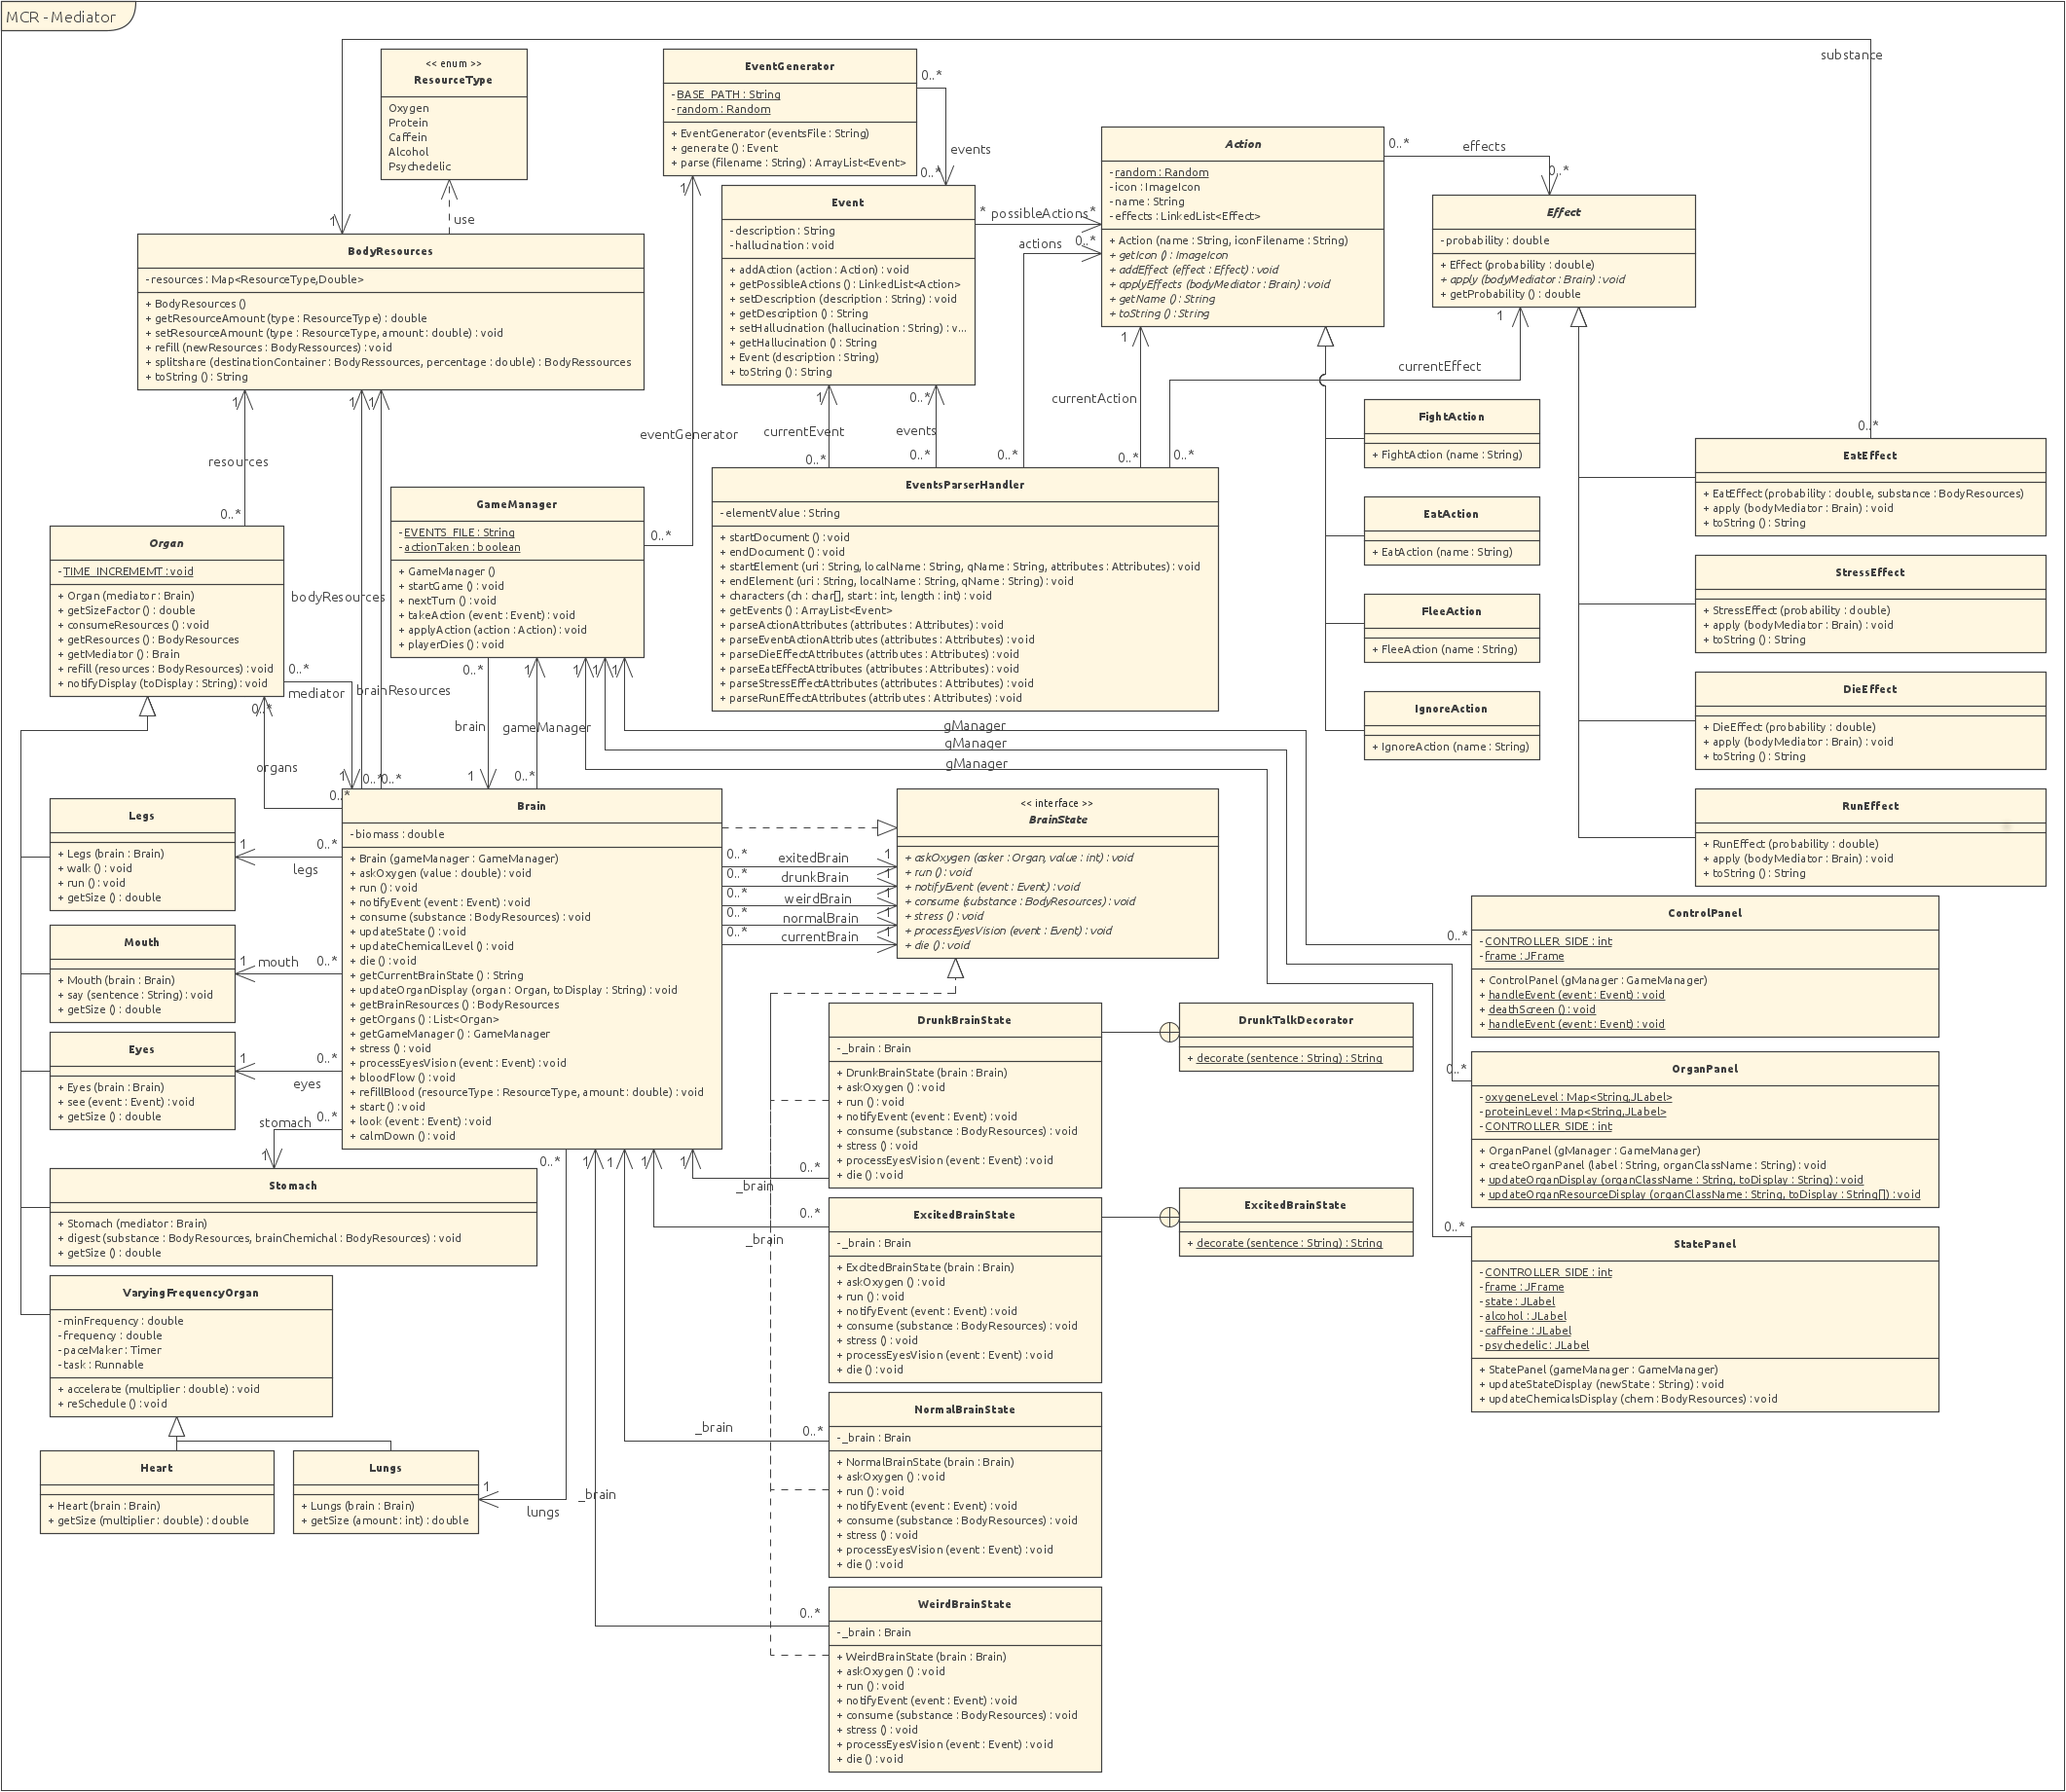 MCR - Mediator
substance
<< enum >>
ResourceType
Oxygen
Protein
Caffein
Alcohol
Psychedelic
use
1
EventGenerator
- BASE_PATH : String
- random : Random
+ EventGenerator (eventsFile : String)
+ generate () : Event
+ parse (filename : String) : ArrayList<Event>
0..*
events
0..*
1
Event
- description : String
- hallucination : void
+ addAction (action : Action) : void
+ getPossibleActions () : LinkedList<Action>
+ setDescription (description : String) : void
+ getDescription () : String
+ setHallucination (hallucination : String) : v...
+ getHallucination () : String
+ Event (description : String)
+ toString () : String
* possibleActions *
actions 0..*
Action
- random : Random
- icon : ImageIcon
- name : String
- effects : LinkedList<Effect>
+ Action (name : String, iconFilename : String)
+ getIcon () : ImageIcon
+ addEffect (effect : Effect) : void
+ applyEffects (bodyMediator : Brain) : void
+ getName () : String
+ toString () : String
0..*
effects
0..*
Effect
- probability : double
+ Effect (probability : double)
+ apply (bodyMediator : Brain) : void
+ getProbability () : double
1
1
currentEffect
currentAction
BodyResources
- resources : Map<ResourceType,Double>
+ BodyResources ()
+ getResourceAmount (type : ResourceType) : double
+ setResourceAmount (type : ResourceType, amount : double) : void
+ refill (newResources : BodyRessources) : void
+ splitshare (destinationContainer : BodyRessources, percentage : double) : BodyRessources
+ toString () : String
1
1 1
resources
0..*
eventGenerator
1
currentEvent
0..*
0..*
events
0..*
0..*
0..*
0..*
FightAction
+ FightAction (name : String)
EatAction
+ EatAction (name : String)
FleeAction
+ FleeAction (name : String)
IgnoreAction
+ IgnoreAction (name : String)
0..*
EatEffect
+ EatEffect (probability : double, substance : BodyResources)
+ apply (bodyMediator : Brain) : void
+ toString () : String
StressEffect
+ StressEffect (probability : double)
+ apply (bodyMediator : Brain) : void
+ toString () : String
DieEffect
+ DieEffect (probability : double)
+ apply (bodyMediator : Brain) : void
+ toString () : String
RunEffect
+ RunEffect (probability : double)
+ apply (bodyMediator : Brain) : void
+ toString () : String
Organ
- TIME_INCREMEMT : void
+ Organ (mediator : Brain)
+ getSizeFactor () : double
+ consumeResources () : void
+ getResources () : BodyResources
+ getMediator () : Brain
+ refill (resources : BodyResources) : void
+ notifyDisplay (toDisplay : String) : void
bodyResources
0..*
mediator
brainResources
0..*
organs
0..*
1
0..*
0..*
GameManager
- EVENTS_FILE : String
- actionTaken : boolean
+ GameManager ()
+ startGame () : void
+ nextTurn () : void
+ takeAction (event : Event) : void
+ applyAction (action : Action) : void
+ playerDies () : void
0..*
0..*
1
1
1
1
brain
gameManager
1
0..*
EventsParserHandler
- elementValue : String
+ startDocument () : void
+ endDocument () : void
+ startElement (uri : String, localName : String, qName : String, attributes : Attributes) : void
+ endElement (uri : String, localName : String, qName : String) : void
+ characters (ch : char[], start : int, length : int) : void
+ getEvents () : ArrayList<Event>
+ parseActionAttributes (attributes : Attributes) : void
+ parseEventActionAttributes (attributes : Attributes) : void
+ parseDieEffectAttributes (attributes : Attributes) : void
+ parseEatEffectAttributes (attributes : Attributes) : void
+ parseStressEffectAttributes (attributes : Attributes) : void
+ parseRunEffectAttributes (attributes : Attributes) : void
gManager
gManager
gManager
Legs
+ Legs (brain : Brain)
+ walk () : void
+ run () : void
+ getSize () : double
1
0..*
legs
Mouth
+ Mouth (brain : Brain)
+ say (sentence : String) : void
+ getSize () : double
1 mouth 0..*
Eyes
+ Eyes (brain : Brain)
+ see (event : Event) : void
+ getSize () : double
1
0..*
eyes
0..*
stomach
1
Brain
- biomass : double
+ Brain (gameManager : GameManager)
+ askOxygen (value : double) : void
+ run () : void
+ notifyEvent (event : Event) : void
+ consume (substance : BodyResources) : void
+ updateState () : void
+ updateChemicalLevel () : void
+ die () : void
+ getCurrentBrainState () : String
+ updateOrganDisplay (organ : Organ, toDisplay : String) : void
+ getBrainResources () : BodyResources
+ getOrgans () : List<Organ>
+ getGameManager () : GameManager
+ stress () : void
+ processEyesVision (event : Event) : void
+ bloodFlow () : void
+ refillBlood (resourceType : ResourceType, amount : double) : void
+ start () : void
+ look (event : Event) : void
+ calmDown () : void
0..* exitedBrain 1
0..* drunkBrain 1
0..* weirdBrain 1
0..* normalBrain 1
0..* currentBrain 1
<< interface >>
BrainState
+ askOxygen (asker : Organ, value : int) : void
+ run () : void
+ notifyEvent (event : Event) : void
+ consume (substance : BodyResources) : void
+ stress () : void
+ processEyesVision (event : Event) : void
+ die () : void
0..*
ControlPanel
- CONTROLLER_SIDE : int
- frame : JFrame
+ ControlPanel (gManager : GameManager)
+ handleEvent (event : Event) : void
+ deathScreen () : void
+ handleEvent (event : Event) : void
0..*
OrganPanel
- oxygeneLevel : Map<String,JLabel>
- proteinLevel : Map<String,JLabel>
- CONTROLLER_SIDE : int
+ OrganPanel (gManager : GameManager)
+ createOrganPanel (label : String, organClassName : String) : void
+ updateOrganDisplay (organClassName : String, toDisplay : String) : void
+ updateOrganResourceDisplay (organClassName : String, toDisplay : String[]) : void
0..*
StatePanel
- CONTROLLER_SIDE : int
- frame : JFrame
- state : JLabel
- alcohol : JLabel
- caffeine : JLabel
- psychedelic : JLabel
+ StatePanel (gameManager : GameManager)
+ updateStateDisplay (newState : String) : void
+ updateChemicalsDisplay (chem : BodyResources) : void
Stomach
+ Stomach (mediator : Brain)
+ digest (substance : BodyResources, brainChemichal : BodyResources) : void
+ getSize () : double
0..*
1
1
1
1
DrunkBrainState
- _brain : Brain
+ DrunkBrainState (brain : Brain)
+ askOxygen () : void
+ run () : void
+ notifyEvent (event : Event) : void
+ consume (substance : BodyResources) : void
+ stress () : void
+ processEyesVision (event : Event) : void
+ die () : void
0..*
_brain
DrunkTalkDecorator
+ decorate (sentence : String) : String
ExcitedBrainState
- _brain : Brain
+ ExcitedBrainState (brain : Brain)
+ askOxygen () : void
+ run () : void
+ notifyEvent (event : Event) : void
+ consume (substance : BodyResources) : void
+ stress () : void
+ processEyesVision (event : Event) : void
+ die () : void
0..*
_brain
ExcitedBrainState
+ decorate (sentence : String) : String
VaryingFrequencyOrgan
- minFrequency : double
- frequency : double
- paceMaker : Timer
- task : Runnable
+ accelerate (multiplier : double) : void
+ reSchedule () : void
Heart
+ Heart (brain : Brain)
+ getSize (multiplier : double) : double
Lungs
+ Lungs (brain : Brain)
+ getSize (amount : int) : double
1
lungs
_brain
_brain
0..*
NormalBrainState
- _brain : Brain
+ NormalBrainState (brain : Brain)
+ askOxygen () : void
+ run () : void
+ notifyEvent (event : Event) : void
+ consume (substance : BodyResources) : void
+ stress () : void
+ processEyesVision (event : Event) : void
+ die () : void
0..*
WeirdBrainState
- _brain : Brain
+ WeirdBrainState (brain : Brain)
+ askOxygen () : void
+ run () : void
+ notifyEvent (event : Event) : void
+ consume (substance : BodyResources) : void
+ stress () : void
+ processEyesVision (event : Event) : void
+ die () : void